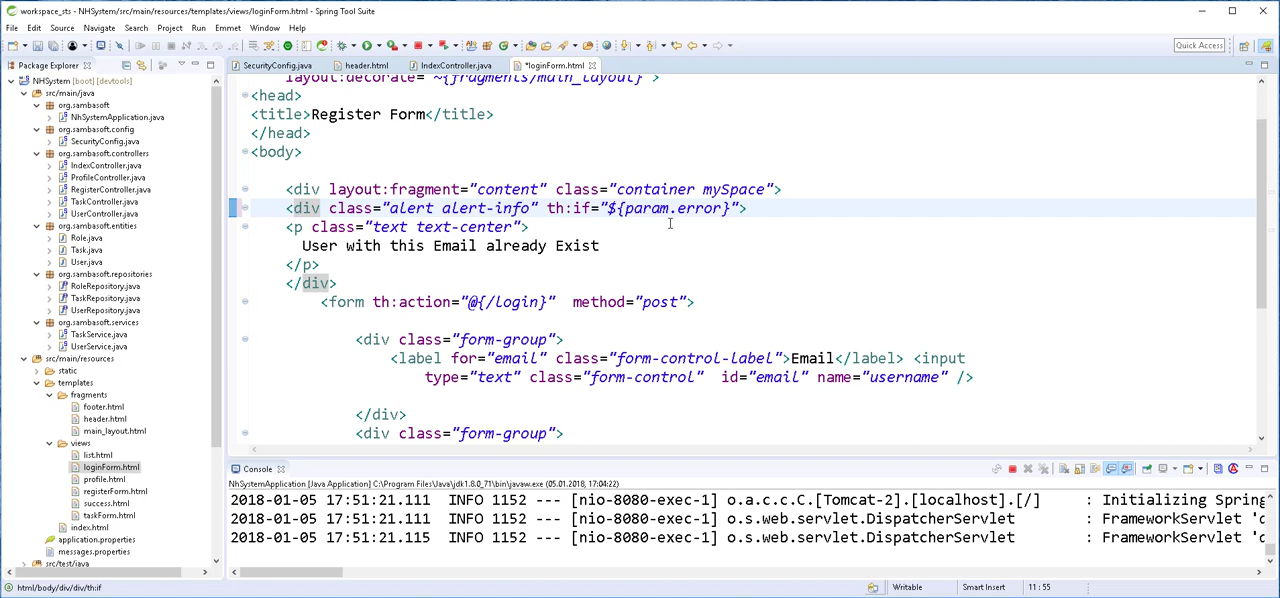 workspace_sts - NHSystem/src/main/resources/templates/views/loginForm.html - Spring Tool Suite
File Edit Source Navigate Search Project Run Emmet Window Help
Quick Access
Package Explorer
NHSystem [boot] [devtools]
src/main/java
org.sambasoft
NhSystemApplication.java
org.sambasoft.config
SecurityConfig.java
org.sambasoft.controllers
IndexController.java
ProfileController.java
RegisterController.java
TaskController.java
UserController.java
org.sambasoft.entities
Role.java
Task.java
User.java
org.sambasoft.repositories
RoleRepository.java
TaskRepository.java
UserRepository.java
org.sambasoft.services
TaskService.java
UserService.java
src/main/resources
static
templates
fragments
footer.html
header.html
main_layout.html
views
list.html
loginForm.html
profile.html
registerForm.html
success.html
taskForm.html
index.html
application.properties
messages.properties
src/test/java
SecurityConfig.java header.html IndexController.java *loginForm.html
layout:decorate="~{fragments/main_layout}">
<head>
<title>Register Form</title>
</head>
<body>
<div layout:fragment="content" class="container mySpace">
<div class="alert alert-info" th:if="${param.error}">
<p class="text text-center">
User with this Email already Exist
</p>
</div>
<form th:action="@{/login}" method="post">
<div class="form-group">
<label for="email" class="form-control-label">Email</label> <input
type="text" class="form-control" id="email" name="username" />
</div>
<div class="form-group">
Console
NHSystemApplication [Java Application] C:\Program Files\Java\jdk1.8.0_71\bin\javaw.exe (05.01.2018, 17:04:22)
2018-01-05 17:51:21.111 INFO 1152 --- [nio-8080-exec-1] o.a.c.c.C.[Tomcat-2].[localhost].[/] : Initializing Spring
2018-01-05 17:51:21.111 INFO 1152 --- [nio-8080-exec-1] o.s.web.servlet.DispatcherServlet : FrameworkServlet 'd
2018-01-05 17:51:21.115 INFO 1152 --- [nio-8080-exec-1] o.s.web.servlet.DispatcherServlet : FrameworkServlet 'd
html/body/div/div/th:if
Writable
Smart Insert
11 : 55